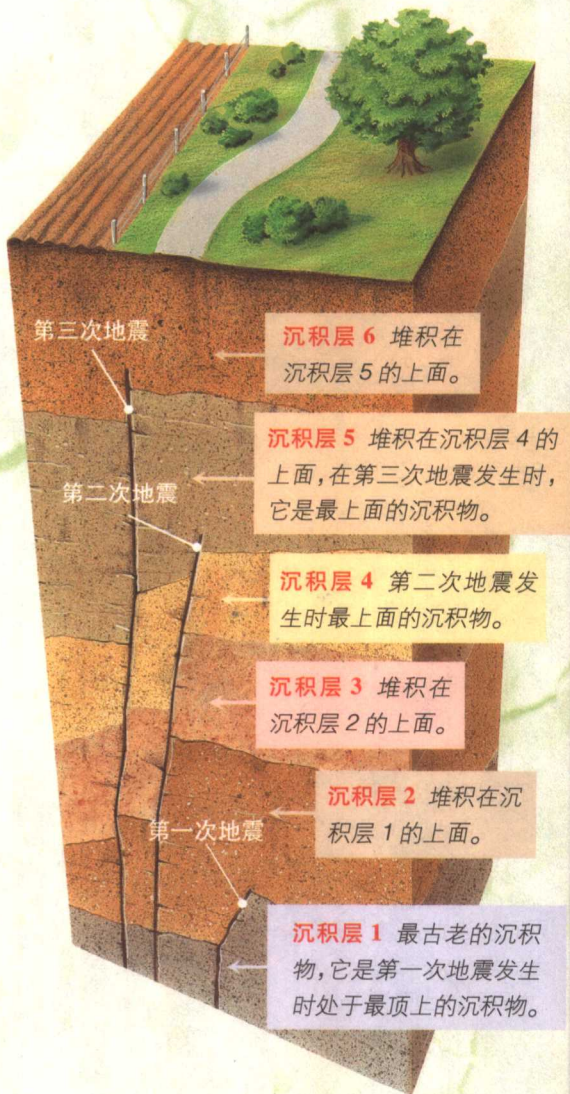 第三次地震
沉积层 6 堆积在
沉积层 5 的上面。
沉积层 5 堆积在沉积层 4 的
上面,在第三次地震发生时,
它是最上面的沉积物。
第二次地震
沉积层 4 第二次地震发
生时最上面的沉积物。
沉积层 3 堆积在
沉积层 2 的上面。
沉积层 2 堆积在沉
积层 1 的上面。
第一次地震
沉积层 1 最古老的沉积
物,它是第一次地震发生
时处于最顶上的沉积物。